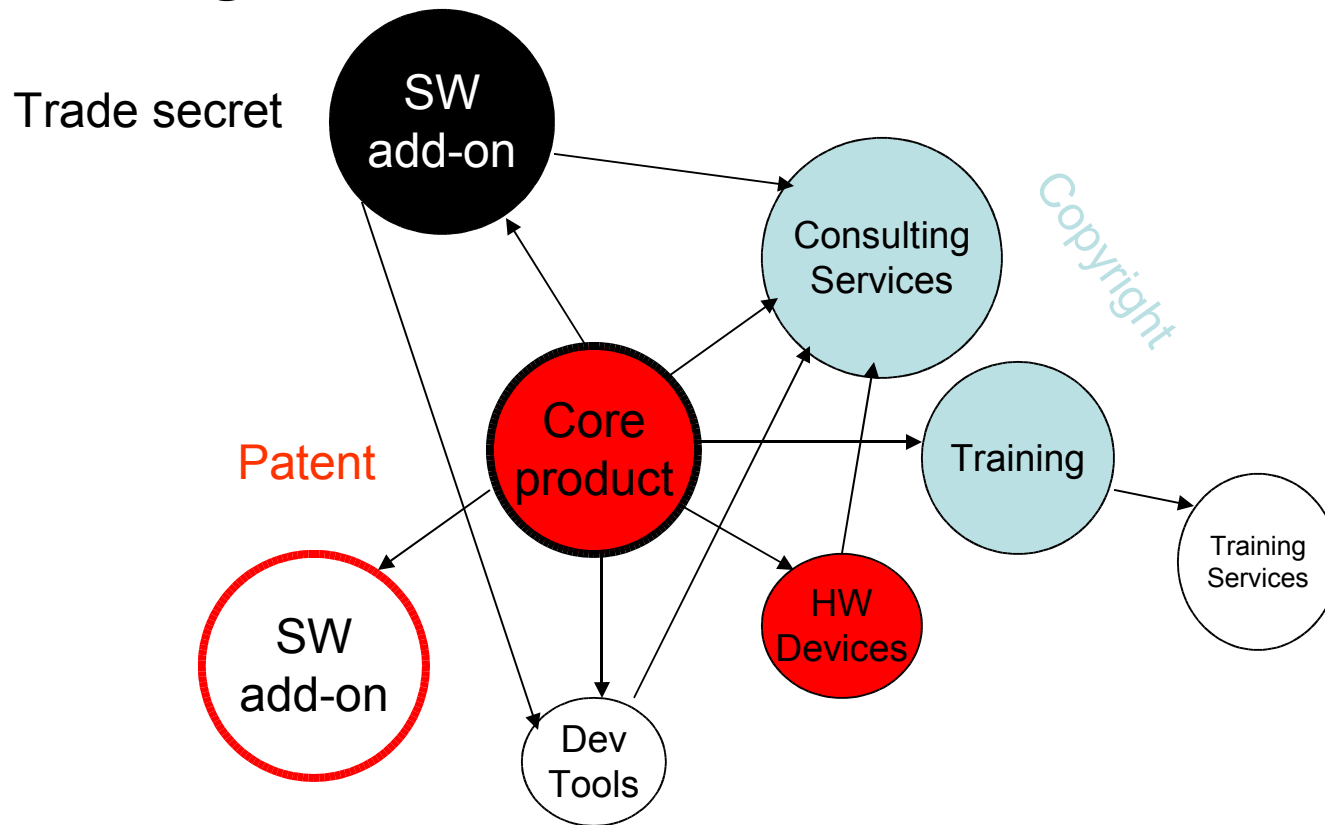 SW
add-on
Trade secret
Consulting
Services
Copyright
Core
product
Patent
Training
Training
Services
HW
Devices
SW
add-on
Dev
Tools